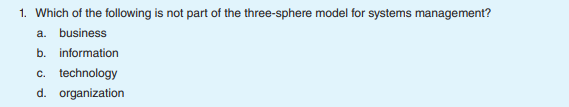 1. Which of the following is not part of the three-sphere model for systems management?
a. business
b. information
c. technology
d. organization